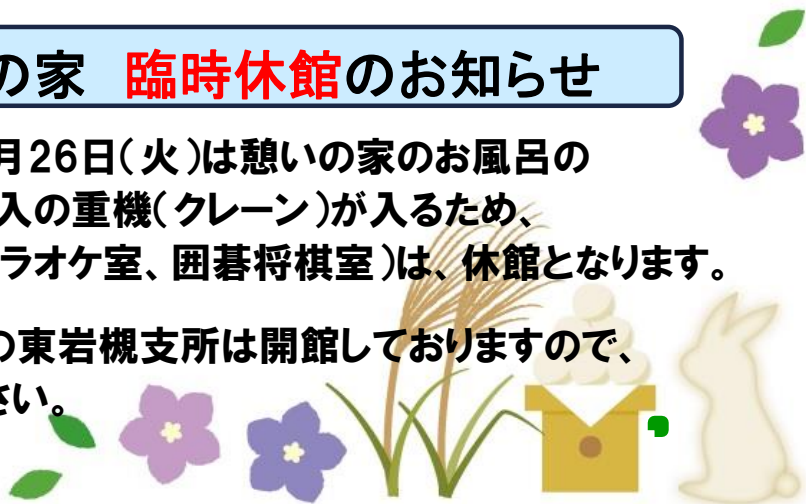 の家　臨時休館のお知らせ
月26日(火)は憩いの家のお風呂の
入の重機(クレーン)が入るため、
ラオケ室、囲碁将棋室)は、休館となります。
の東岩槻支所は開館しておりますので、
さい。